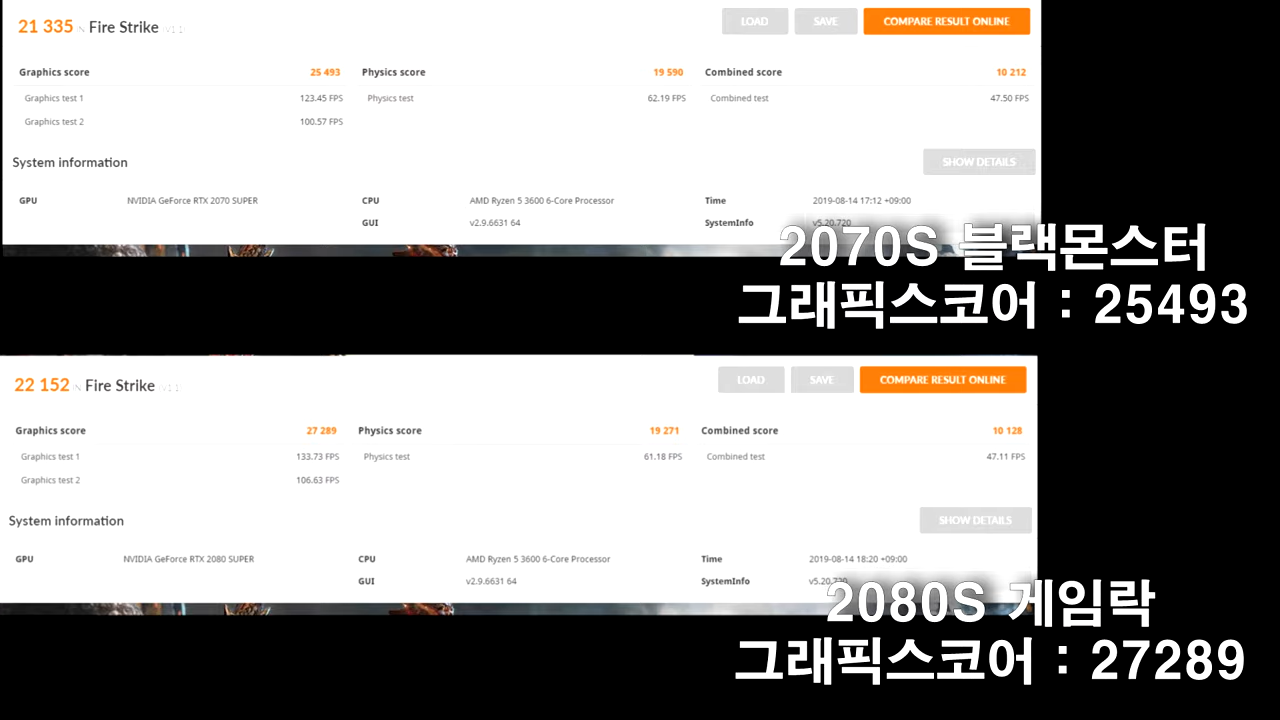 21 335 Fire Strike
LOAD SAVE COMPARE RESULT ONLINE
Graphics score 25 493 Physics score 19 590 Combined score 10 212
Graphics test 1 123.45 FPS Physics test 62.19 FPS Combined test 47.50 FPS
Graphics test 2 100.57 FPS
System information SHOW DETAILS
GPU NVIDIA GeForce RTX 2070 SUPER CPU AMD Ryzen 5 3600 6-Core Processor Time 2019-08-14 17:12 +09:00
GUI v2.9.6631 64 SystemInfo v5.20.720
2070S 블랙몬스터
그래픽스코어 : 25493
22 152 Fire Strike
LOAD SAVE COMPARE RESULT ONLINE
Graphics score 27 289 Physics score 19 271 Combined score 10 128
Graphics test 1 133.73 FPS Physics test 61.18 FPS Combined test 47.11 FPS
Graphics test 2 106.63 FPS
System information SHOW DETAILS
GPU NVIDIA GeForce RTX 2080 SUPER CPU AMD Ryzen 5 3600 6-Core Processor Time 2019-08-14 18:20 +09:00
GUI v2.9.6631 64 SystemInfo v5.20.720
2080S 게임락
그래픽스코어 : 27289